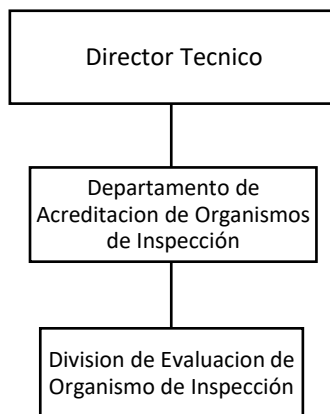 Director Tecnico
Departamento de
Acreditacion de Organismos
de Inspección
Division de Evaluacion de
Organismo de Inspección